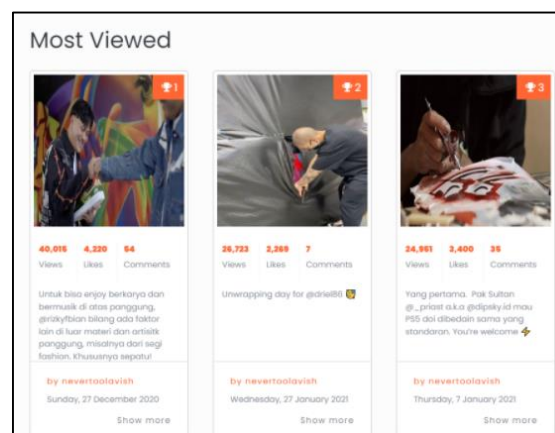 Most Viewed
1
40,015 4,220 54
Views Likes Comments
Untuk bisa enjoy berkarya dan
bermusik di atas panggung,
@rizkyfbian bilang ada faktor
lain di luar materi dan artisitk
panggung, misalnya dari segi
fashion. Khususnya sepatu!
by nevertoolavish
Sunday, 27 December 2020
Show more
2
26,723 2,269 7
Views Likes Comments
Unwrapping day for @driel86
by nevertoolavish
Wednesday, 27 January 2021
Show more
3
24,951 3,400 35
Views Likes Comments
Yang pertama. Pak Sultan
@_priast a.k.a @dipsky.id mau
PS5 doi dibedain sama yang
standaran. You're welcome ⚡
by nevertoolavish
Thursday, 7 January 2021
Show more